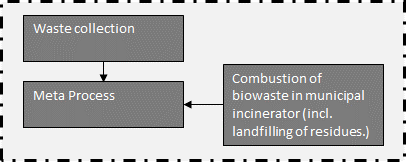 Waste collection
Meta Process
Combustion of
biowaste in municipal
incinerator (incl.
landfilling of residues.)